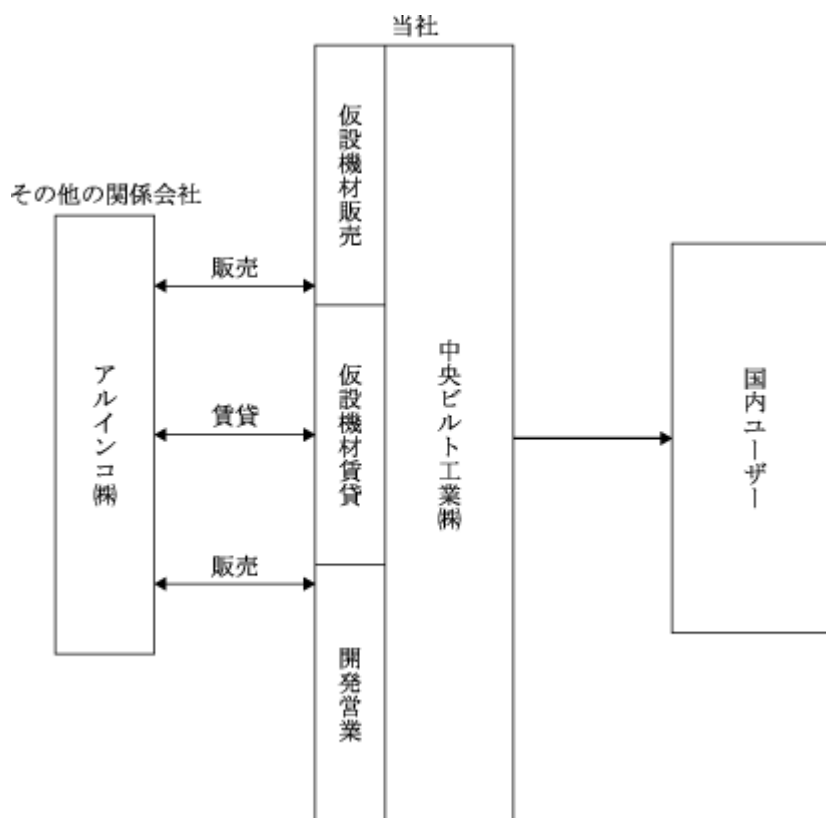 当社
その他の関係会社
アルインコ㈱
販売
賃貸
販売
仮設機材販売
仮設機材賃貸
開発営業
中央ビルト工業㈱
国内ユーザー